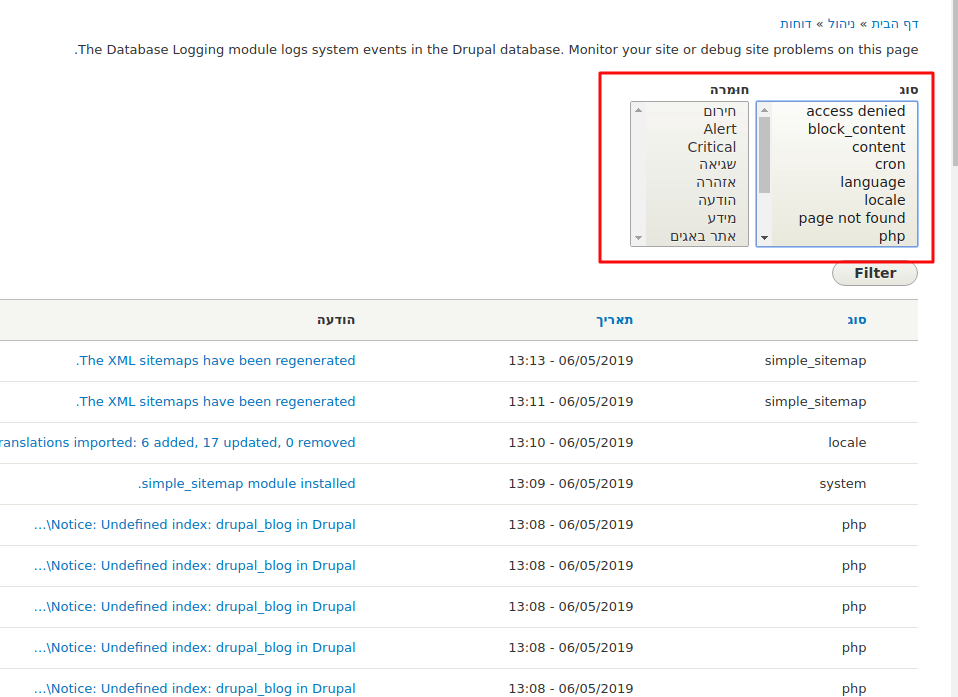 דף הבית » ניהול » דוחות
The Database Logging module logs system events in the Drupal database. Monitor your site or debug site problems on this page.
סוג
access denied
block_content
content
cron
language
locale
page not found
php
חומרה
חירום
Alert
Critical
שגיאה
אזהרה
הודעה
מידע
אתר באגים
Filter
סוג תאריך הודעה
simple_sitemap 06/05/2019 - 13:13 The XML sitemaps have been regenerated.
simple_sitemap 06/05/2019 - 13:11 The XML sitemaps have been regenerated.
locale 06/05/2019 - 13:10 ranslations imported: 6 added, 17 updated, 0 removed
system 06/05/2019 - 13:09 simple_sitemap module installed.
php 06/05/2019 - 13:08 Notice: Undefined index: drupal_blog in Drupal\…
php 06/05/2019 - 13:08 Notice: Undefined index: drupal_blog in Drupal\…
php 06/05/2019 - 13:08 Notice: Undefined index: drupal_blog in Drupal\…
php 06/05/2019 - 13:08 Notice: Undefined index: drupal_blog in Drupal\…
php 06/05/2019 - 13:08 Notice: Undefined index: drupal_blog in Drupal\…